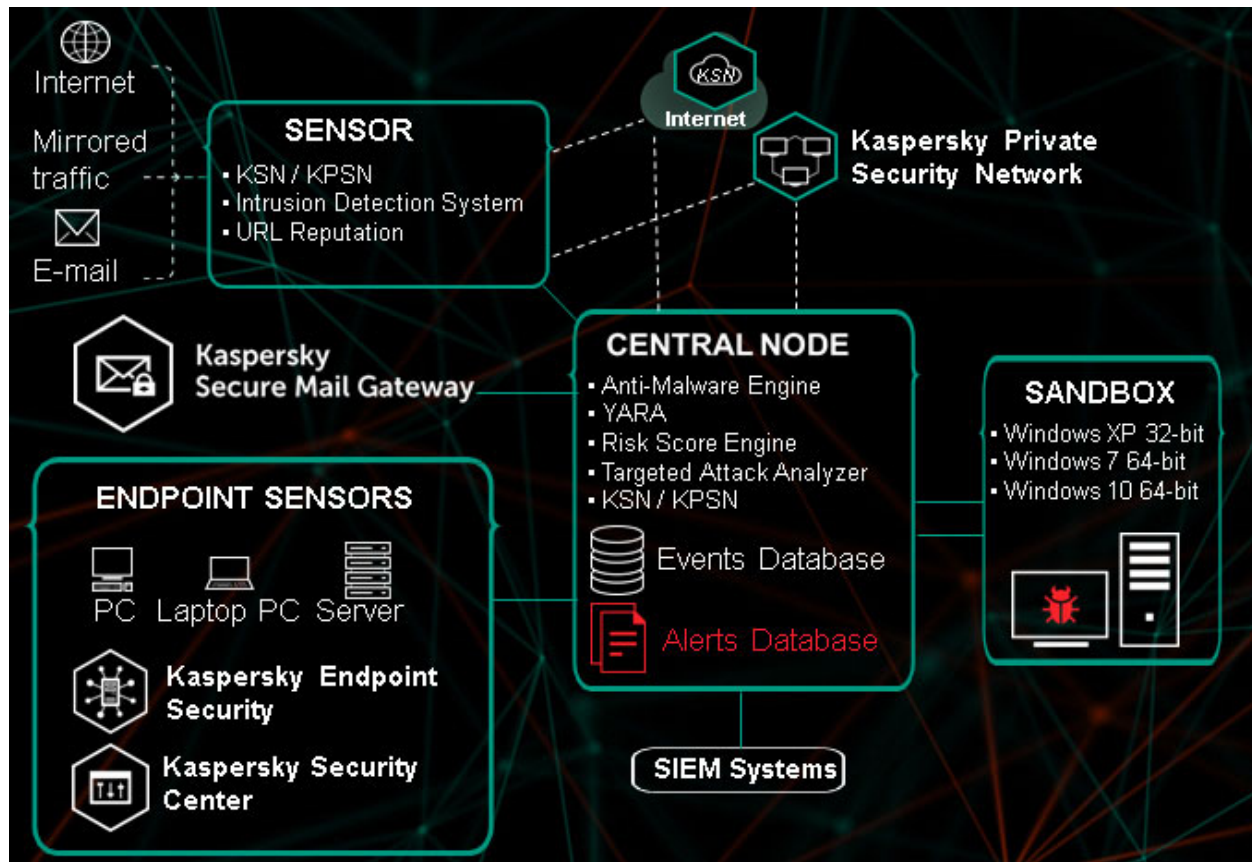 Internet
Mirrored
traffic
E-mail
SENSOR
▪ KSN / KPSN
▪ Intrusion Detection System
▪ URL Reputation
KSN
Internet
Kaspersky Private
Security Network
Kaspersky
Secure Mail Gateway
CENTRAL NODE
▪ Anti-Malware Engine
▪ YARA
▪ Risk Score Engine
▪ Targeted Attack Analyzer
▪ KSN / KPSN
Events Database
Alerts Database
SANDBOX
▪ Windows XP 32-bit
▪ Windows 7 64-bit
▪ Windows 10 64-bit
ENDPOINT SENSORS
PC Laptop PC Server
Kaspersky Endpoint
Security
Kaspersky Security
Center
SIEM Systems